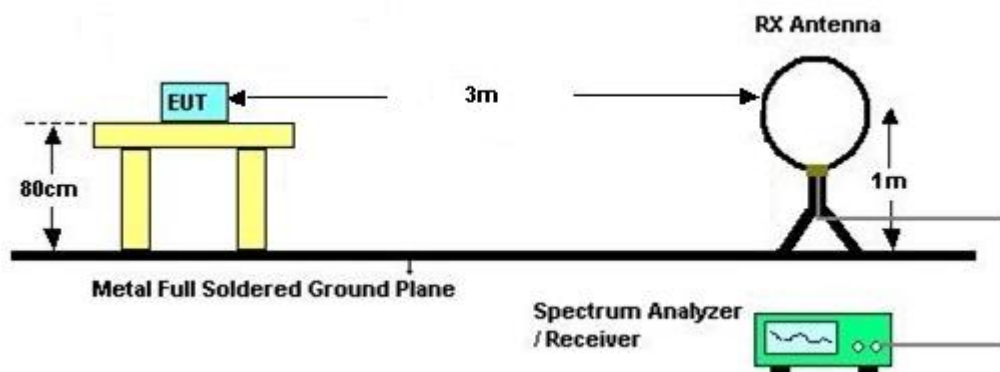 RX Antenna
EUT
3m
80cm
1m
Metal Full Soldered Ground Plane
Spectrum Analyzer
/ Receiver